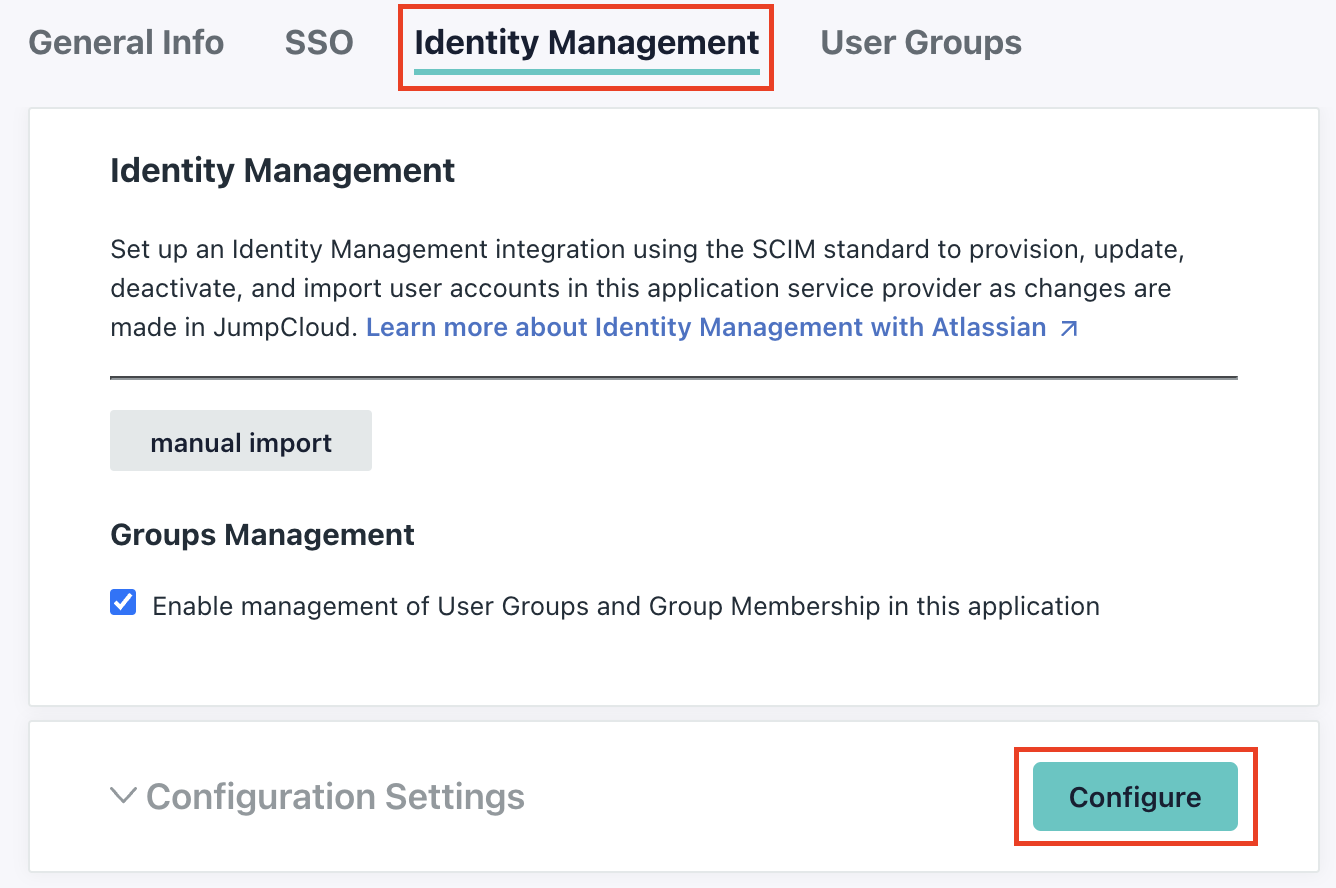 General Info SSO Identity Management User Groups
Identity Management
Set up an Identity Management integration using the SCIM standard to provision, update,
deactivate, and import user accounts in this application service provider as changes are
made in JumpCloud. Learn more about Identity Management with Atlassian
manual import
Groups Management
Enable management of User Groups and Group Membership in this application
Configuration Settings
Configure